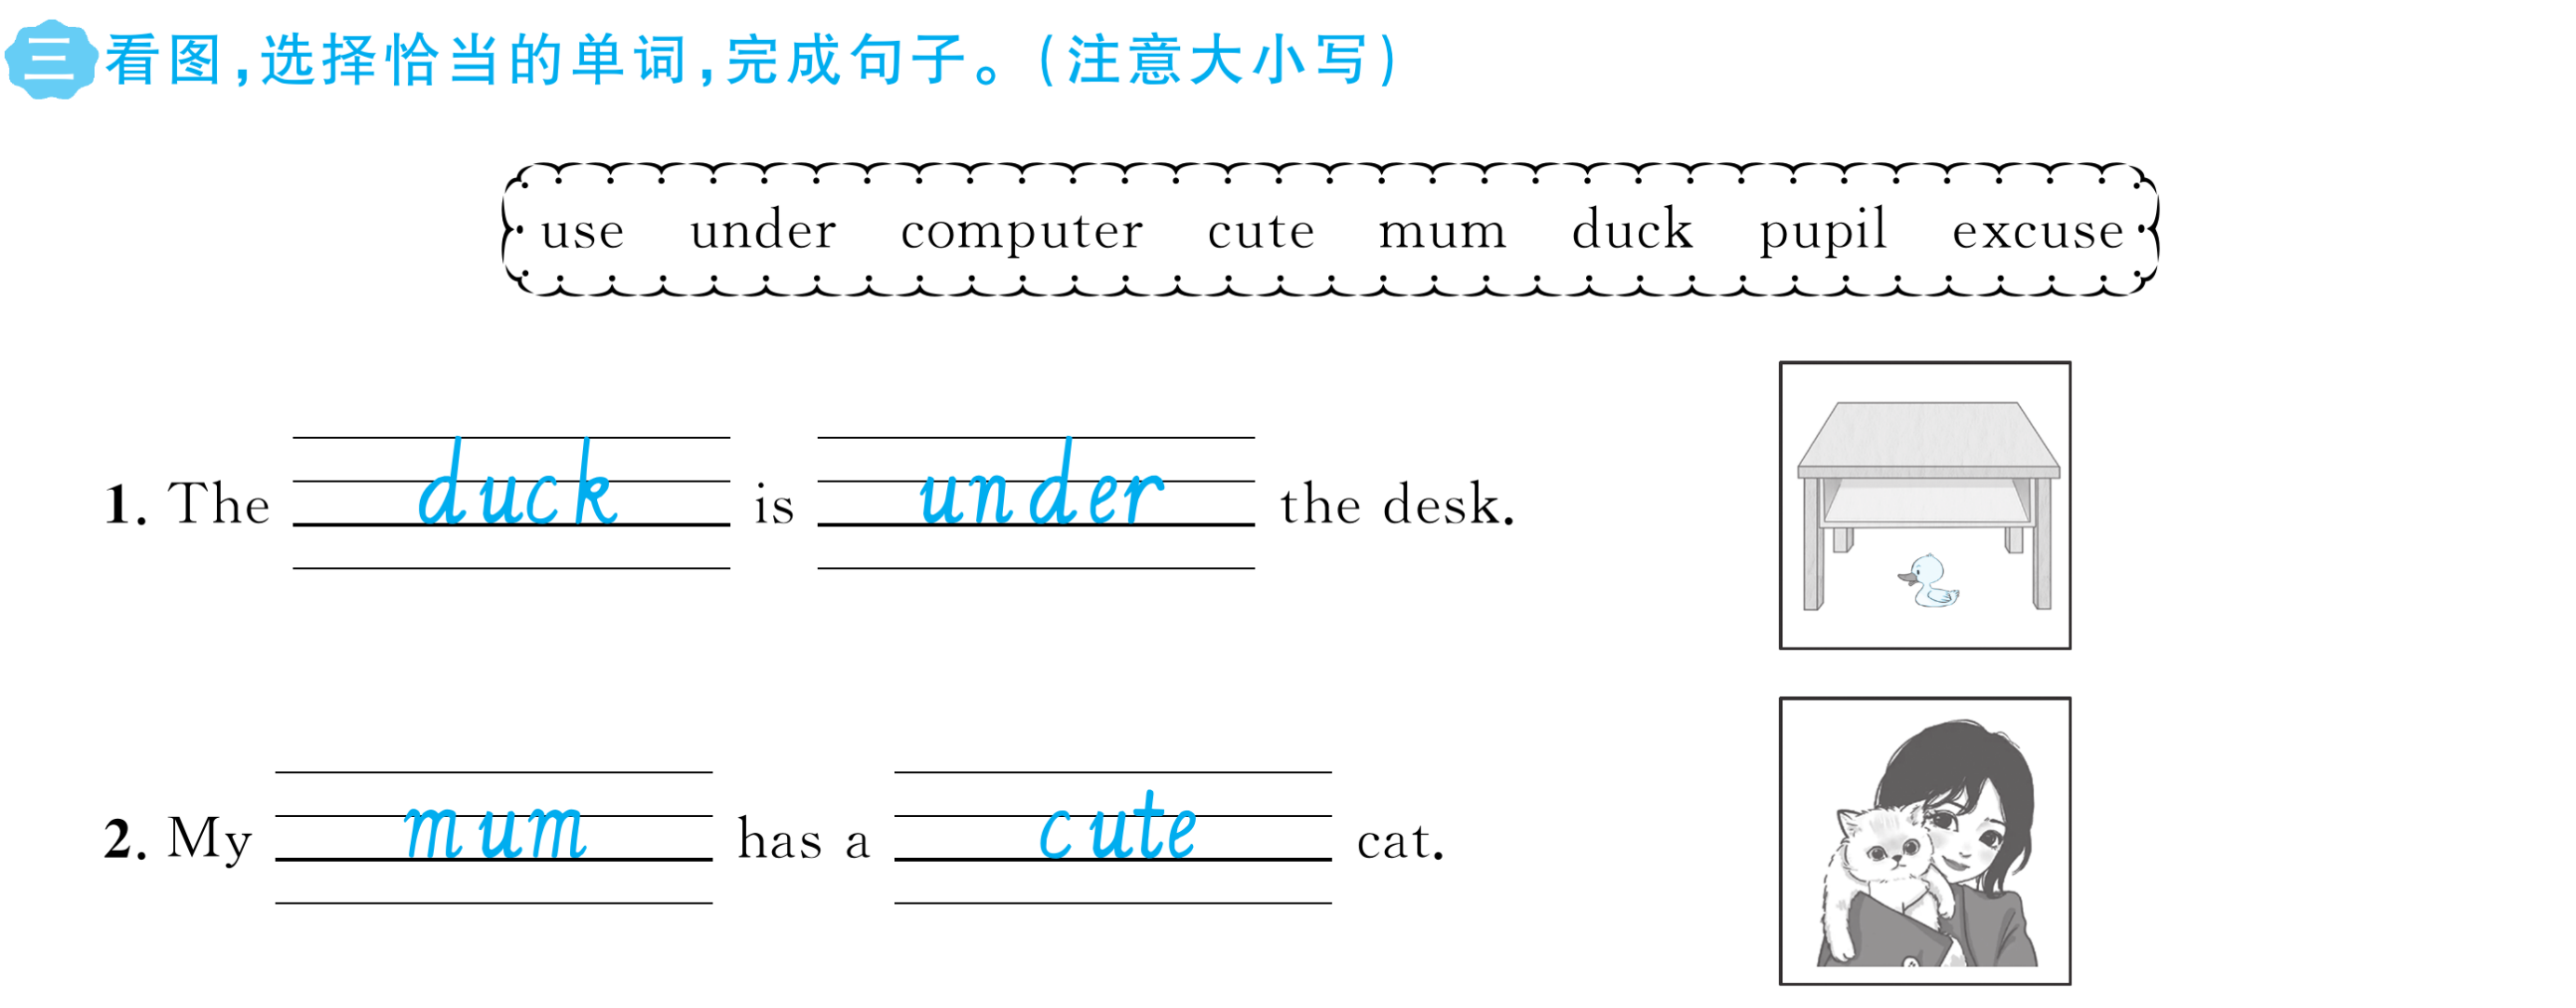 三 看图,选择恰当的单词,完成句子。(注意大小写)
use under computer cute mum duck pupil excuse
1. The duck is under the desk.
2. My mum has a cute cat.